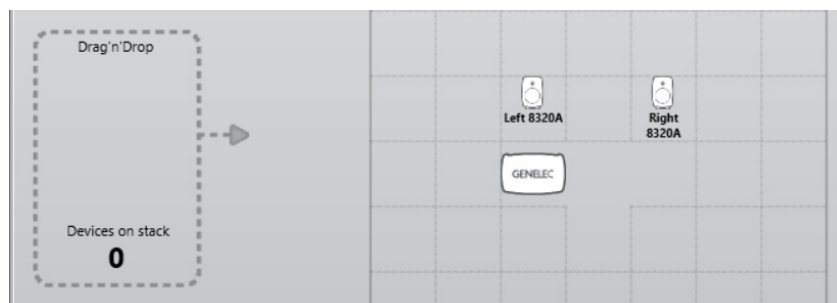 Drag'n'Drop
Devices on stack
0
Left 8320A
Right
8320A
GENELEC